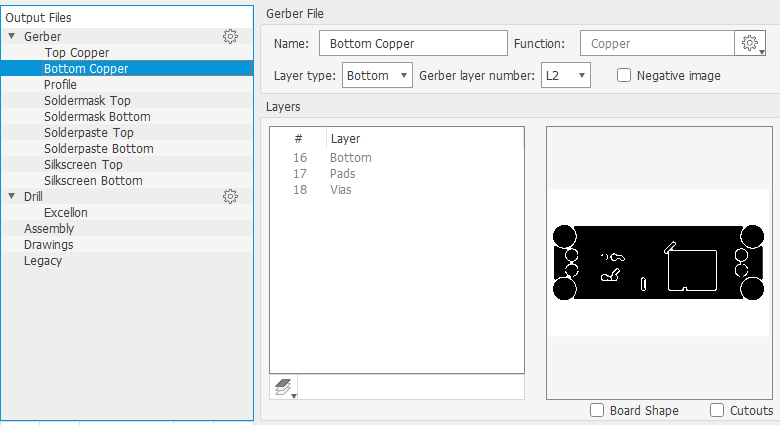 Output Files
Gerber
Top Copper
Bottom Copper
Profile
Soldermask Top
Soldermask Bottom
Solderpaste Top
Solderpaste Bottom
Silkscreen Top
Silkscreen Bottom
Drill
Excellon
Assembly
Drawings
Legacy
Gerber File
Name: Bottom Copper Function: Copper
Layer type: Bottom Gerber layer number: L2 Negative image
Layers
# Layer
16 Bottom
17 Pads
18 Vias
Board Shape Cutouts